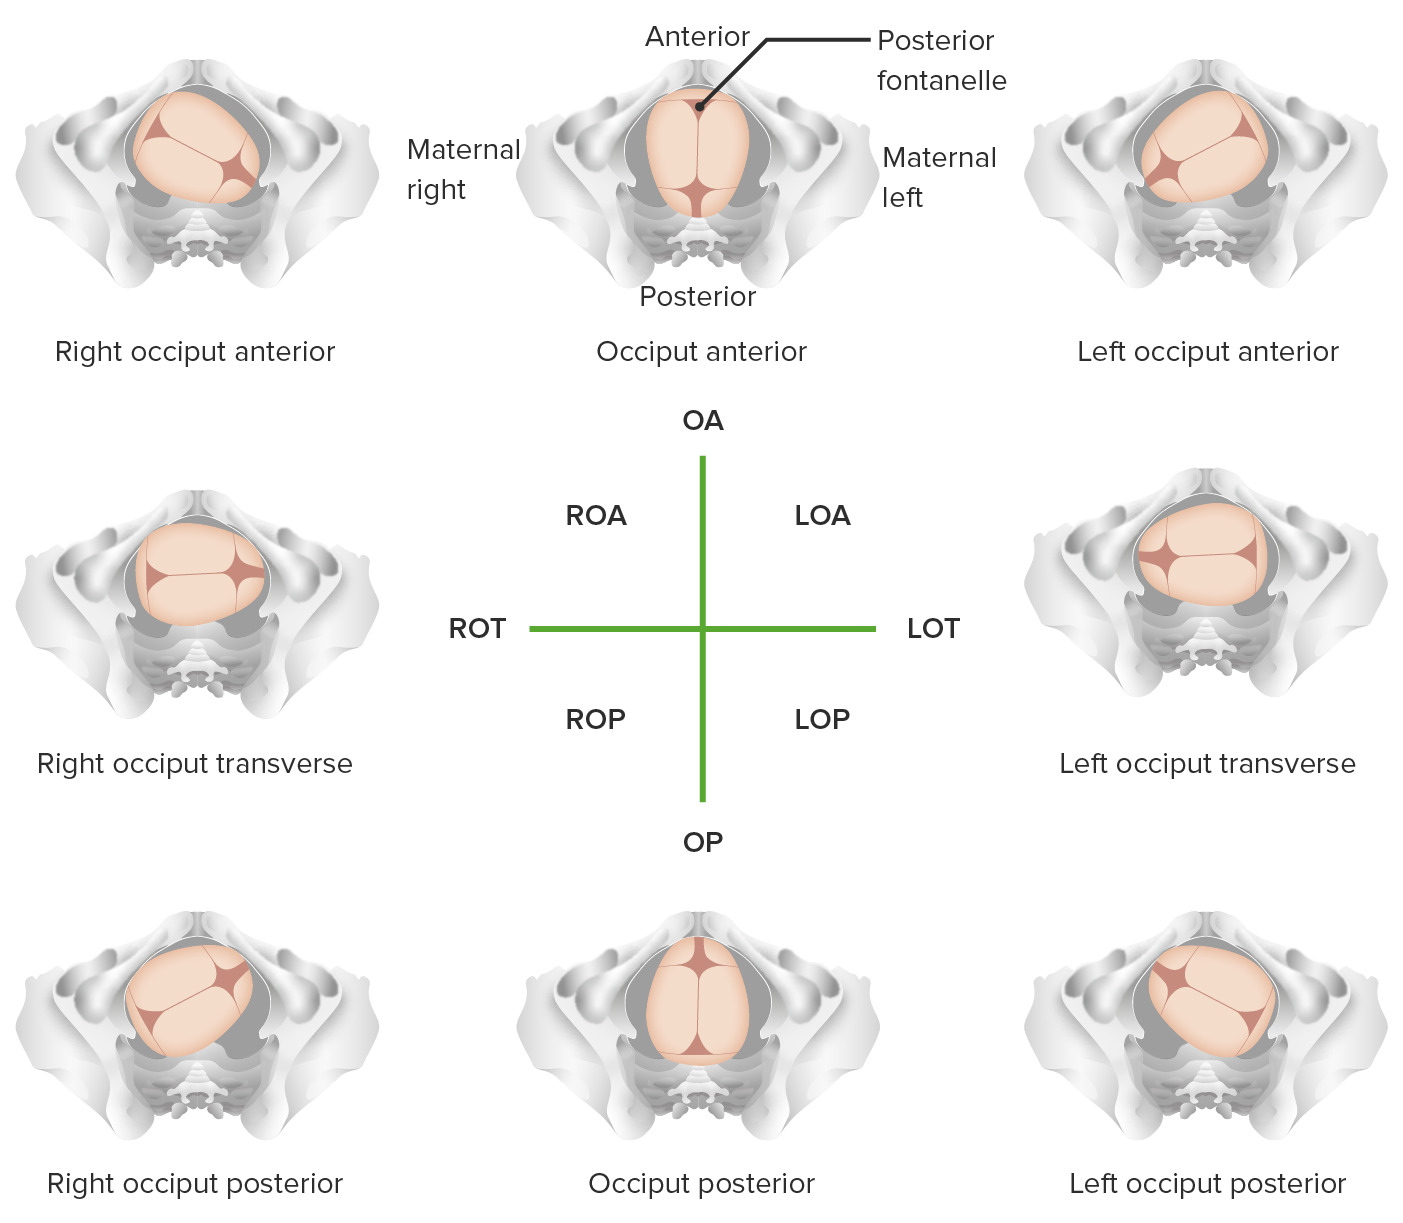 Anterior
Posterior
fontanelle
Maternal
right
Maternal
left
Posterior
Right occiput anterior
Occiput anterior
Left occiput anterior
OA
ROA
LOA
ROT
LOT
ROP
LOP
Right occiput transverse
Left occiput transverse
OP
Right occiput posterior
Occiput posterior
Left occiput posterior